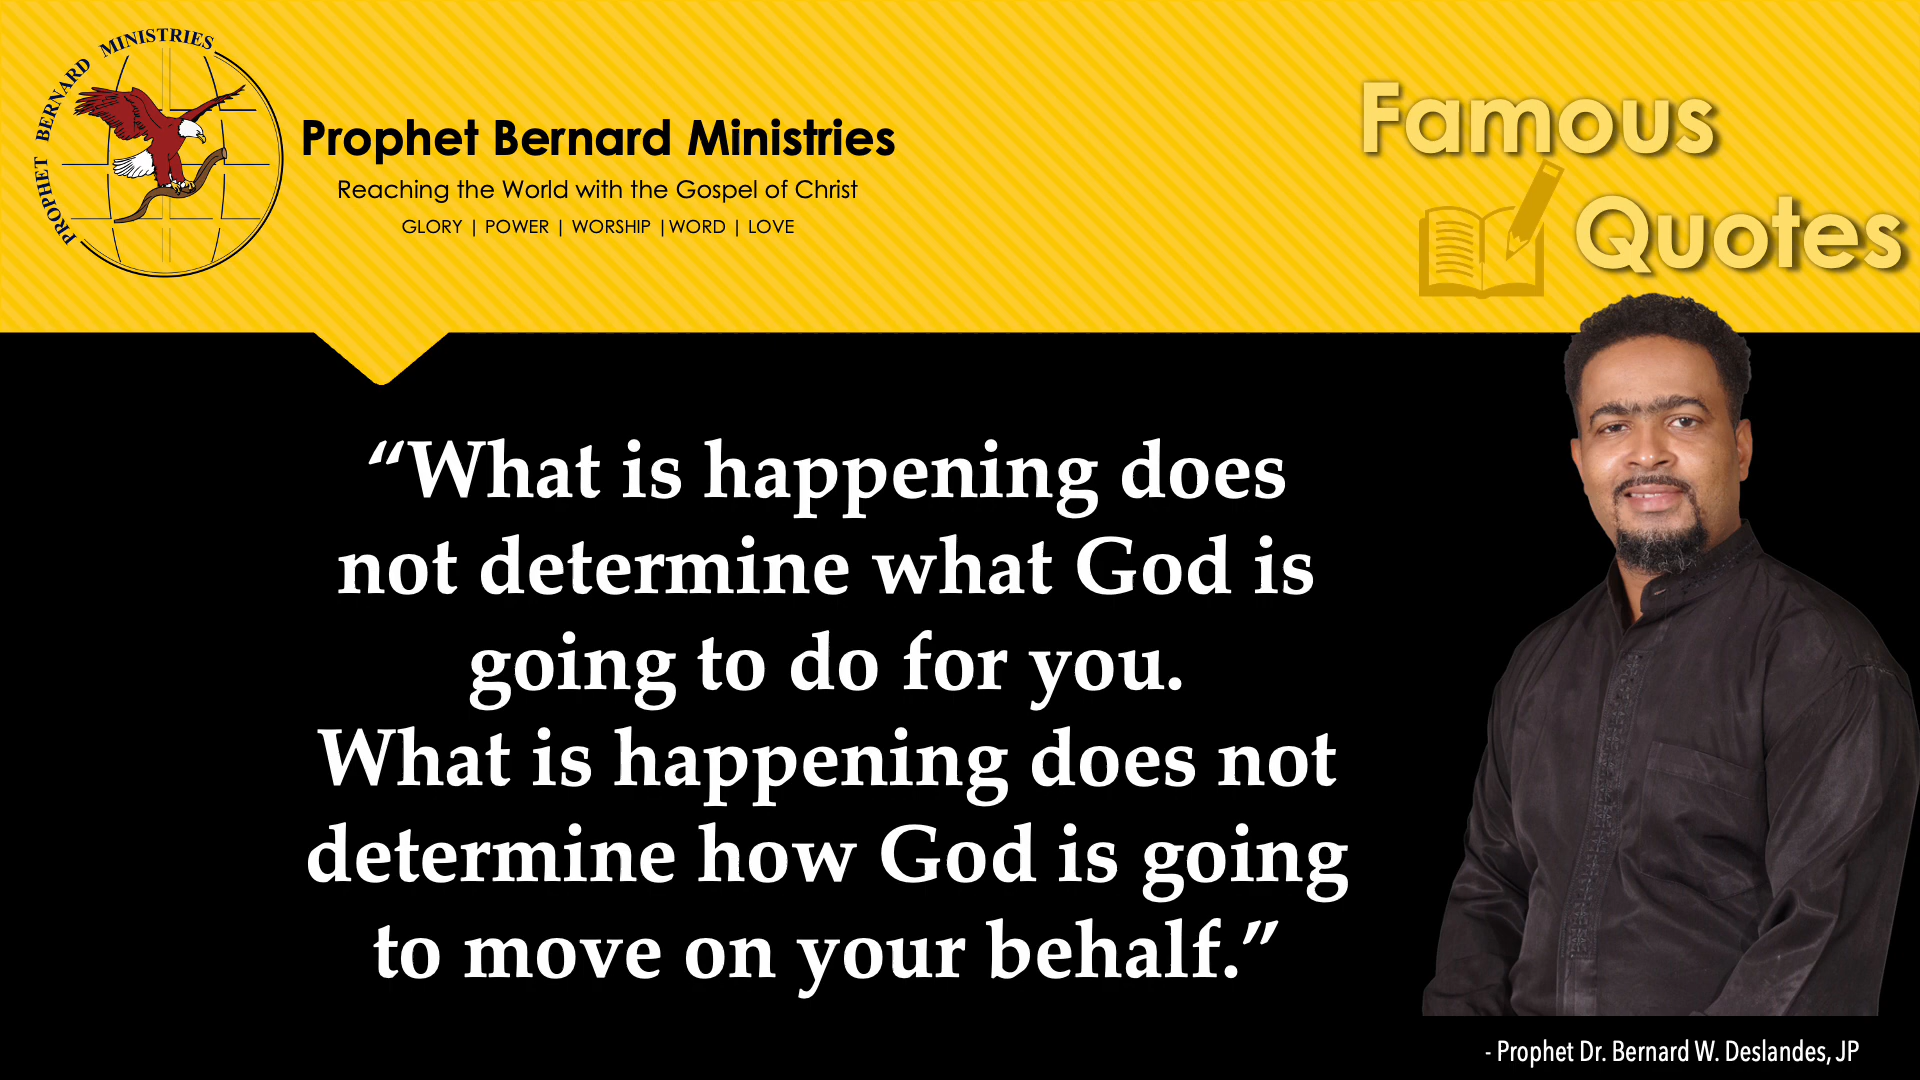 PROPHET BERNARD MINISTRIES
Prophet Bernard Ministries
Reaching the World with the Gospel of Christ
GLORY | POWER | WORSHIP |WORD | LOVE
Famous
Quotes
“What is happening does
not determine what God is
going to do for you.
What is happening does not
determine how God is going
to move on your behalf.”
- Prophet Dr. Bernard W. Deslandes, JP